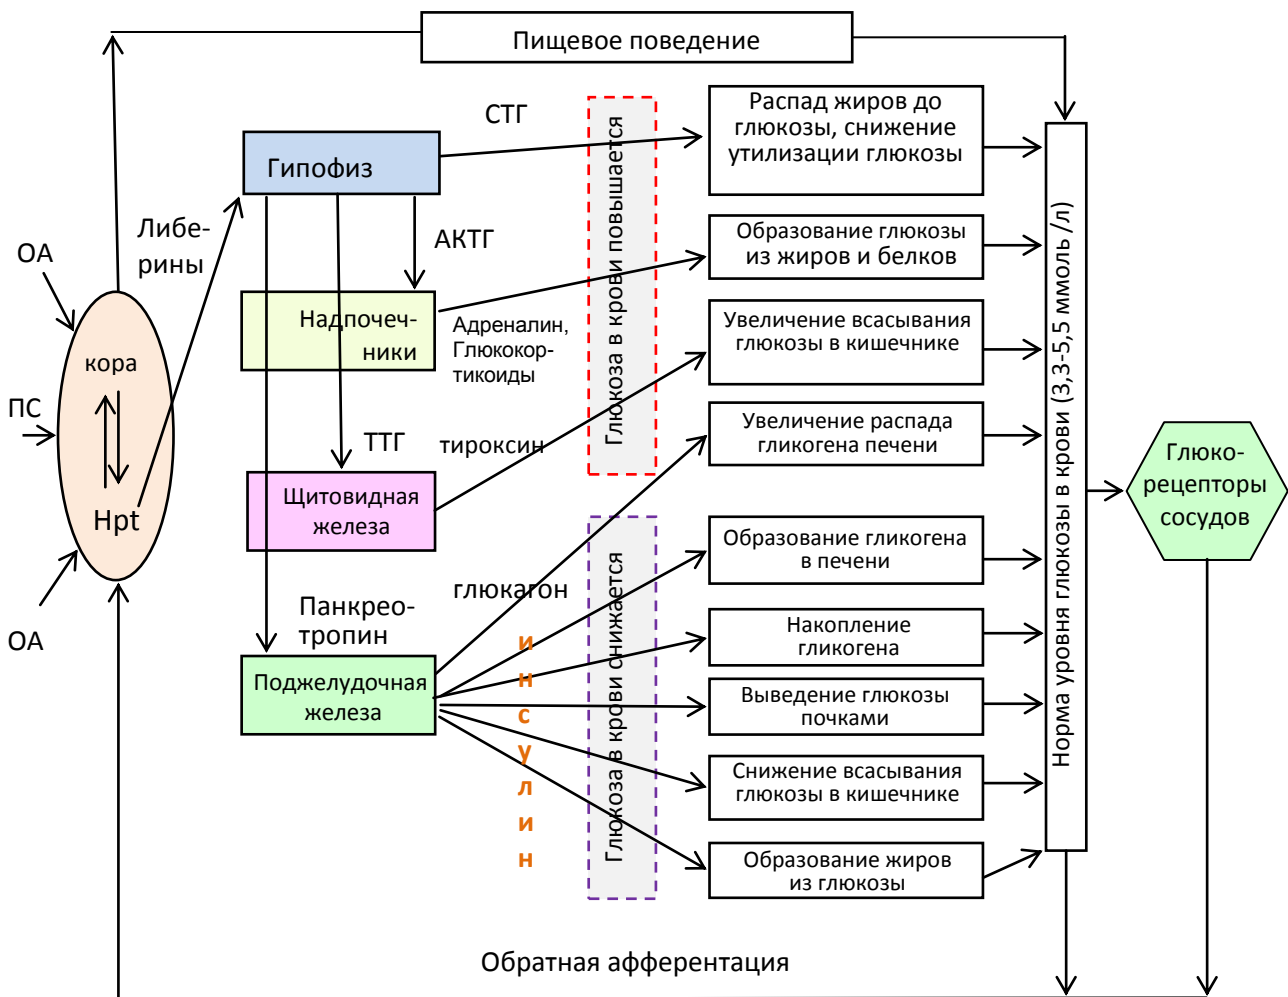 Пищевое поведение
СТГ
Гипофиз
Либе-
рины
АКТГ
ОА
Надпочеч-
ники
Адреналин,
Глюкокор-
тикоиды
кора
ПС
Hpt
ОА
ТТГ
тироксин
Щитовидная
железа
глюкагон
Панкрео-
тропин
Поджелудочная
железа
инсулин
Глюкоза в крови повышается
Глюкоза в крови снижается
Распад жиров до
глюкозы, снижение
утилизации глюкозы
Образование глюкозы
из жиров и белков
Увеличение всасывания
глюкозы в кишечнике
Увеличение распада
гликогена печени
Образование гликогена
в печени
Накопление
гликогена
Выведение глюкозы
почками
Снижение всасывания
глюкозы в кишечнике
Образование жиров
из глюкозы
Норма уровня глюкозы в крови (3,3-5,5 ммоль /л)
Глюко-
рецепторы
сосудов
Обратная афферентация